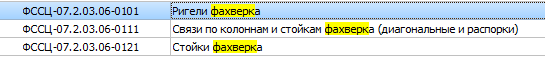 ФССЦ-07.2.03.06-0101 Ригели фахверка
ФССЦ-07.2.03.06-0111 Связи по колоннам и стойкам фахверка (диагональные и распорки)
ФССЦ-07.2.03.06-0121 Стойки фахверка